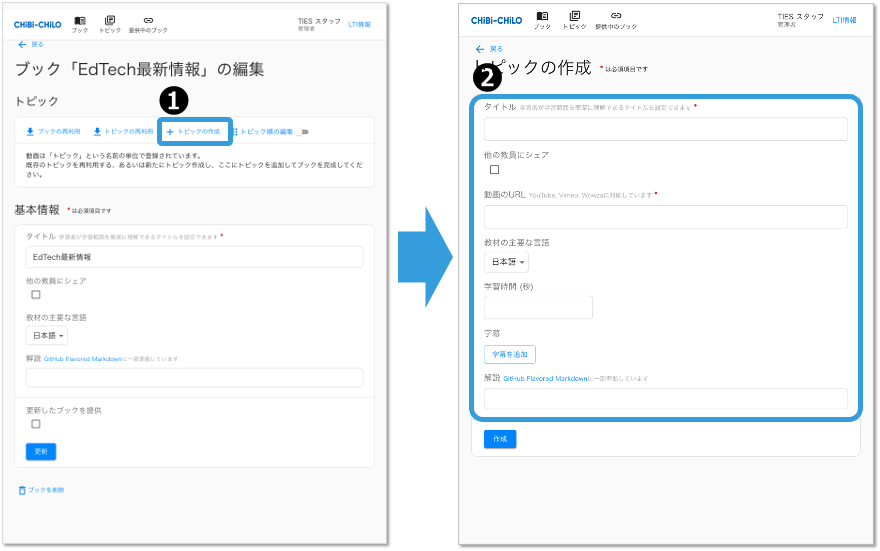 CHiBi-CHiLO
ブック
トピック
提供中のブック
TIES スタッフ
管理者
LTI情報
戻る
ブック「EdTech最新情報」の編集
トピック
1
ブックの再利用
トピックの再利用
トピックの作成
トピック順の編集
動画は「トピック」という名前の単位で登録されています。
既存のトピックを再利用する、あるいは新たにトピック作成し、ここにトピックを追加してブックを完成してくだ
さい。
基本情報 *は必須項目です
タイトル 学習者が学習範囲を簡潔に理解できるタイトルを設定できます *
EdTech最新情報
他の教員にシェア
教材の主要な言語
日本語
解説 GitHub Flavored Markdownに一部準拠しています
更新したブックを提供
更新
ブックを削除
CHiBi-CHiLO
ブック
トピック
提供中のブック
TIES スタッフ
管理者
LTI情報
戻る
2
トピックの作成 *は必須項目です
タイトル 学習者が学習範囲を簡潔に理解できるタイトルを設定できます *
他の教員にシェア
動画のURL YouTube, Vimeo, Wowzaに対応しています *
教材の主要な言語
日本語
学習時間 (秒)
字幕
字幕を追加
解説 GitHub Flavored Markdownに一部準拠しています
作成